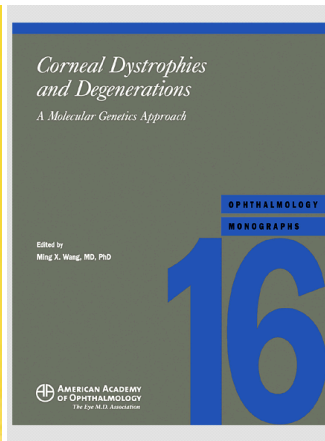 Corneal Dystrophies
and Degenerations
A Molecular Genetics Approach
OPHTHALMOLOGY
MONOGRAPHS
16
Edited by
Ming X. Wang, MD, PhD
AMERICAN ACADEMY
OF OPHTHALMOLOGY
The Eye M.D. Association